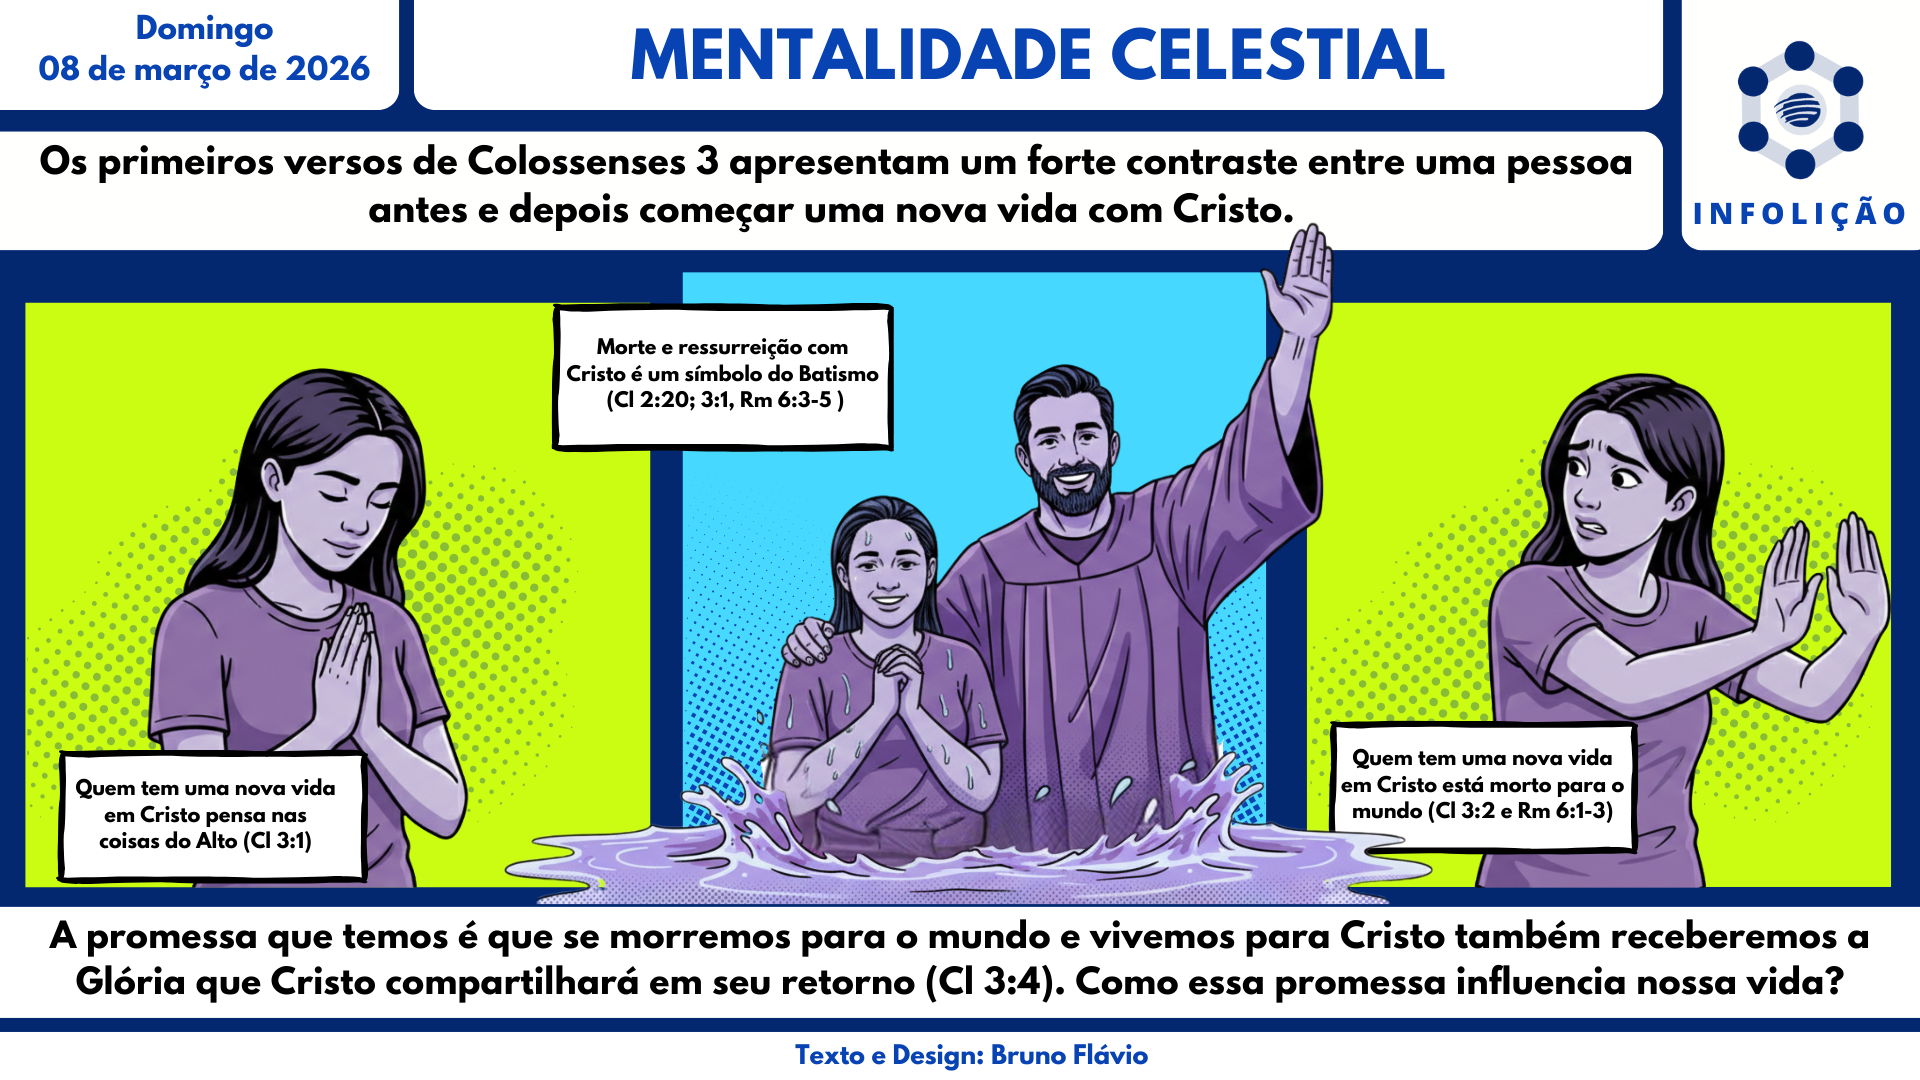 Domingo
08 de março de 2026
MENTALIDADE CELESTIAL
INFOLIÇÃO
Os primeiros versos de Colossenses 3 apresentam um forte contraste entre uma pessoa
antes e depois começar uma nova vida com Cristo.
Morte e ressurreição com
Cristo é um símbolo do Batismo
(Cl 2:20; 3:1, Rm 6:3-5 )
Quem tem uma nova vida
em Cristo pensa nas
coisas do Alto (Cl 3:1)
Quem tem uma nova vida
em Cristo está morto para o
mundo (Cl 3:2 e Rm 6:1-3)
A promessa que temos é que se morremos para o mundo e vivemos para Cristo também receberemos a
Glória que Cristo compartilhará em seu retorno (Cl 3:4). Como essa promessa influencia nossa vida?
Texto e Design: Bruno Flávio